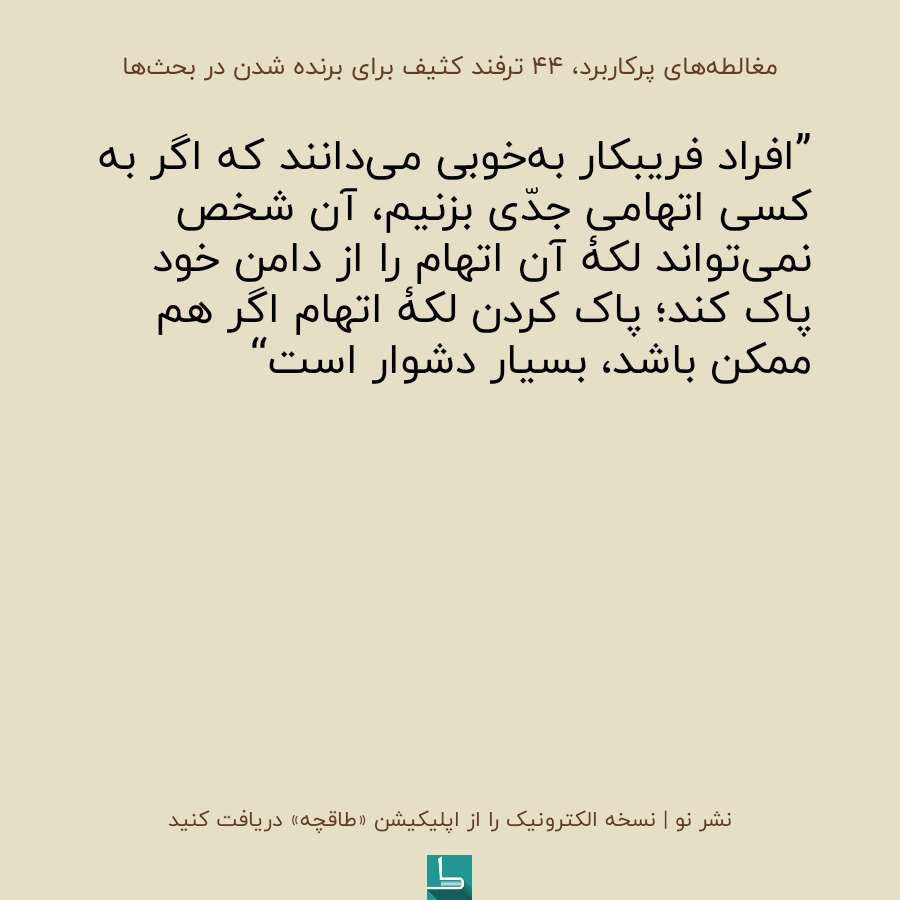 مغالطه‌های پرکاربرد، ۴۴ ترفند کثیف برای برنده شدن در بحث‌ها
”افراد فریبکار به‌خوبی می‌دانند که اگر به
کسی اتهامی جدّی بزنیم، آن شخص
نمی‌تواند لکهٔ آن اتهام را از دامن خود
پاک کند؛ پاک کردن لکهٔ اتهام اگر هم
ممکن باشد، بسیار دشوار است“
نشر نو | نسخه الکترونیک را از اپلیکیشن «طاقچه» دریافت کنید